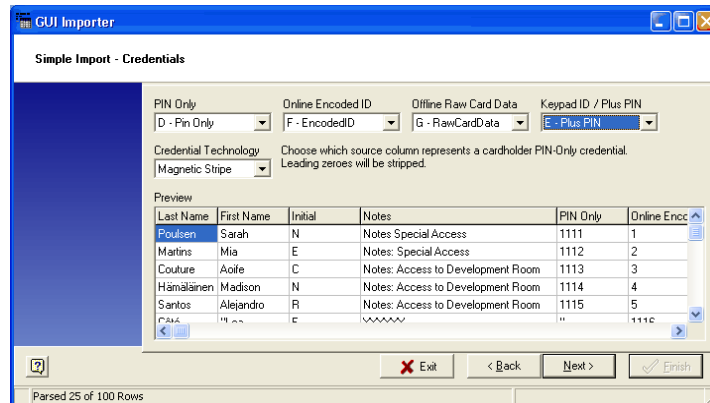 GUI Importer
Simple Import - Credentials
PIN Only Online Encoded ID Offline Raw Card Data Keypad ID / Plus PIN
D - Pin Only F - EncodedID G - RawCardData E - Plus PIN
Credential Technology Choose which source column represents a cardholder PIN-Only credential.
Magnetic Stripe Leading zeroes will be stripped.
Preview
Last Name First Name Initial Notes PIN Only Online Enco
Poulsen Sarah N Notes Special Access 1111 1
Martins Mia E Notes: Special Access 1112 2
Couture Aoife C Notes: Access to Development Room 1113 3
Hämäläinen Madison N Notes: Access to Development Room 1114 4
Santos Alejandro R Notes: Access to Development Room 1115 5
Côté
Exit < Back Next > Finish
Parsed 25 of 100 Rows